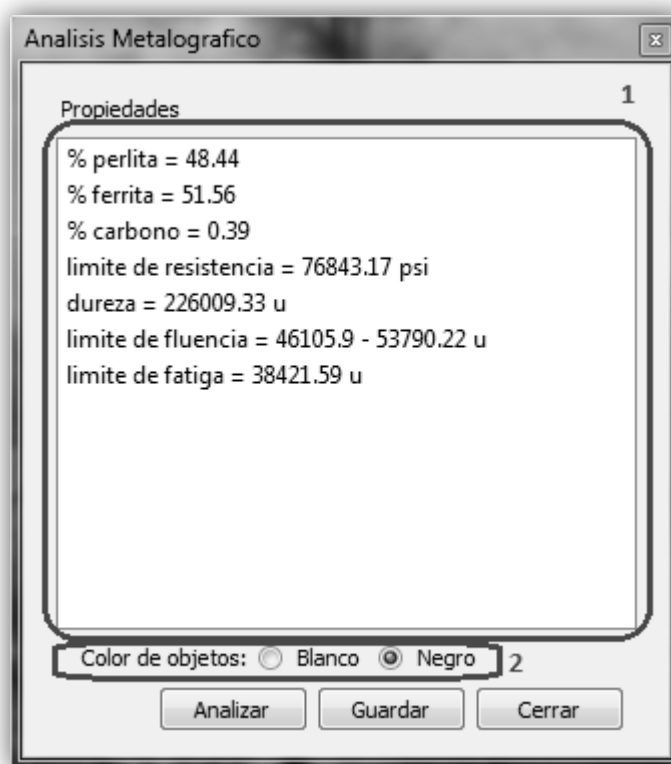 Analisis Metalografico
1
Propiedades
% perlita = 48.44
% ferrita = 51.56
% carbono = 0.39
limite de resistencia = 76843.17 psi
dureza = 226009.33 u
limite de fluencia = 46105.9 - 53790.22 u
limite de fatiga = 38421.59 u
Color de objetos: Blanco Negro 2
Analizar Guardar Cerrar